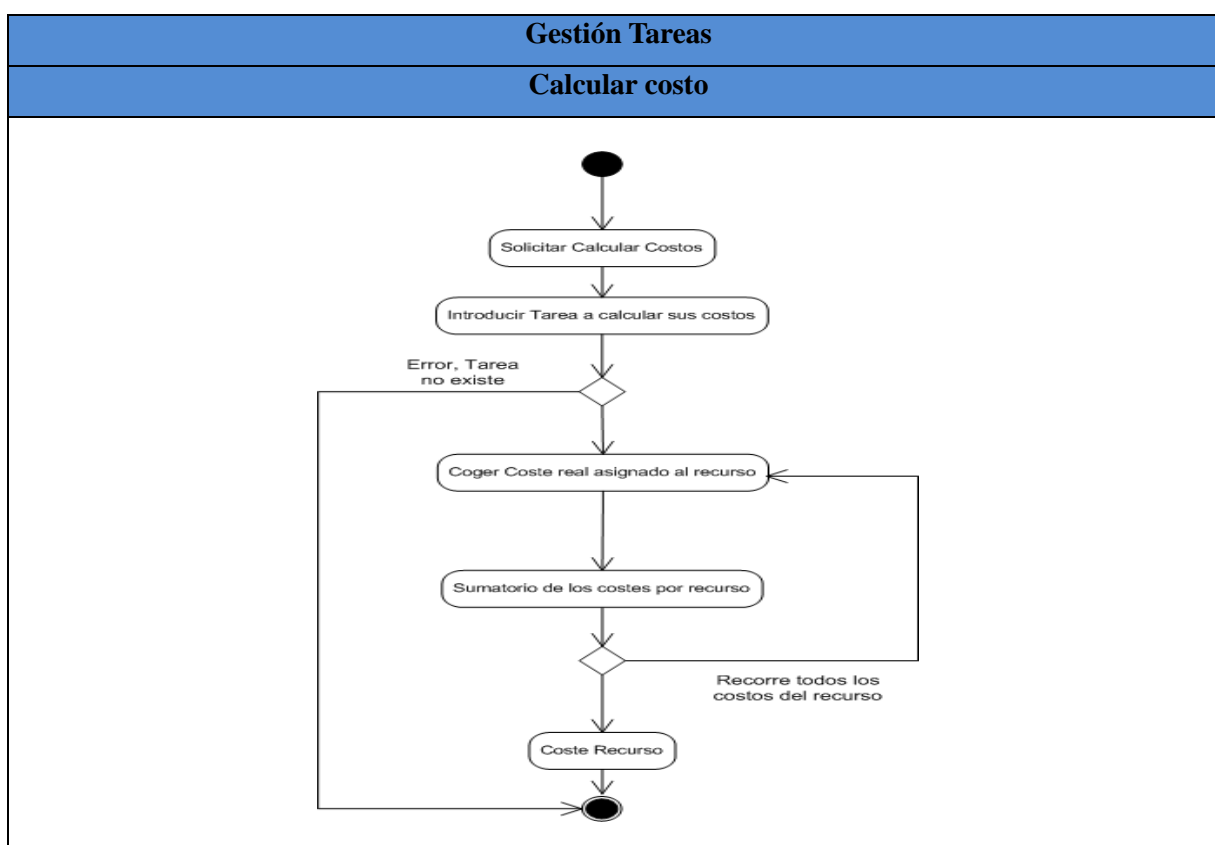 Gestión Tareas
Calcular costo
Solicitar Calcular Costos
Introducir Tarea a calcular sus costos
Error, Tarea
no existe
Coger Coste real asignado al recurso
Sumatorio de los costes por recurso
Recorre todos los
costos del recurso
Coste Recurso